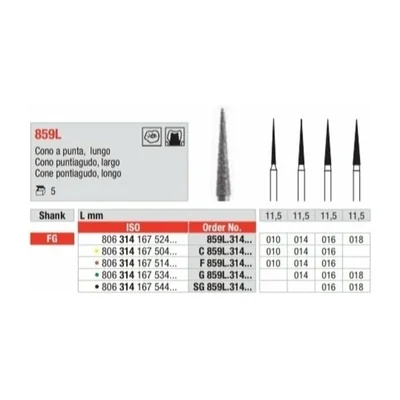 859L
Cono a punta, lungo
Cono puntiagudo, largo
Cone pontiagudo, longo
5
Shank L mm 11,5 11,5 11,5 11,5
ISO Order No.
FG 806 314 167 524... 859L.314... 010 014 016 018
806 314 167 504... C 859L.314... 010 014 016
806 314 167 514... F 859L.314... 010 014 016 018
806 314 167 534... G 859L.314... 014 016 018
806 314 167 544... SG 859L.314... 016 018